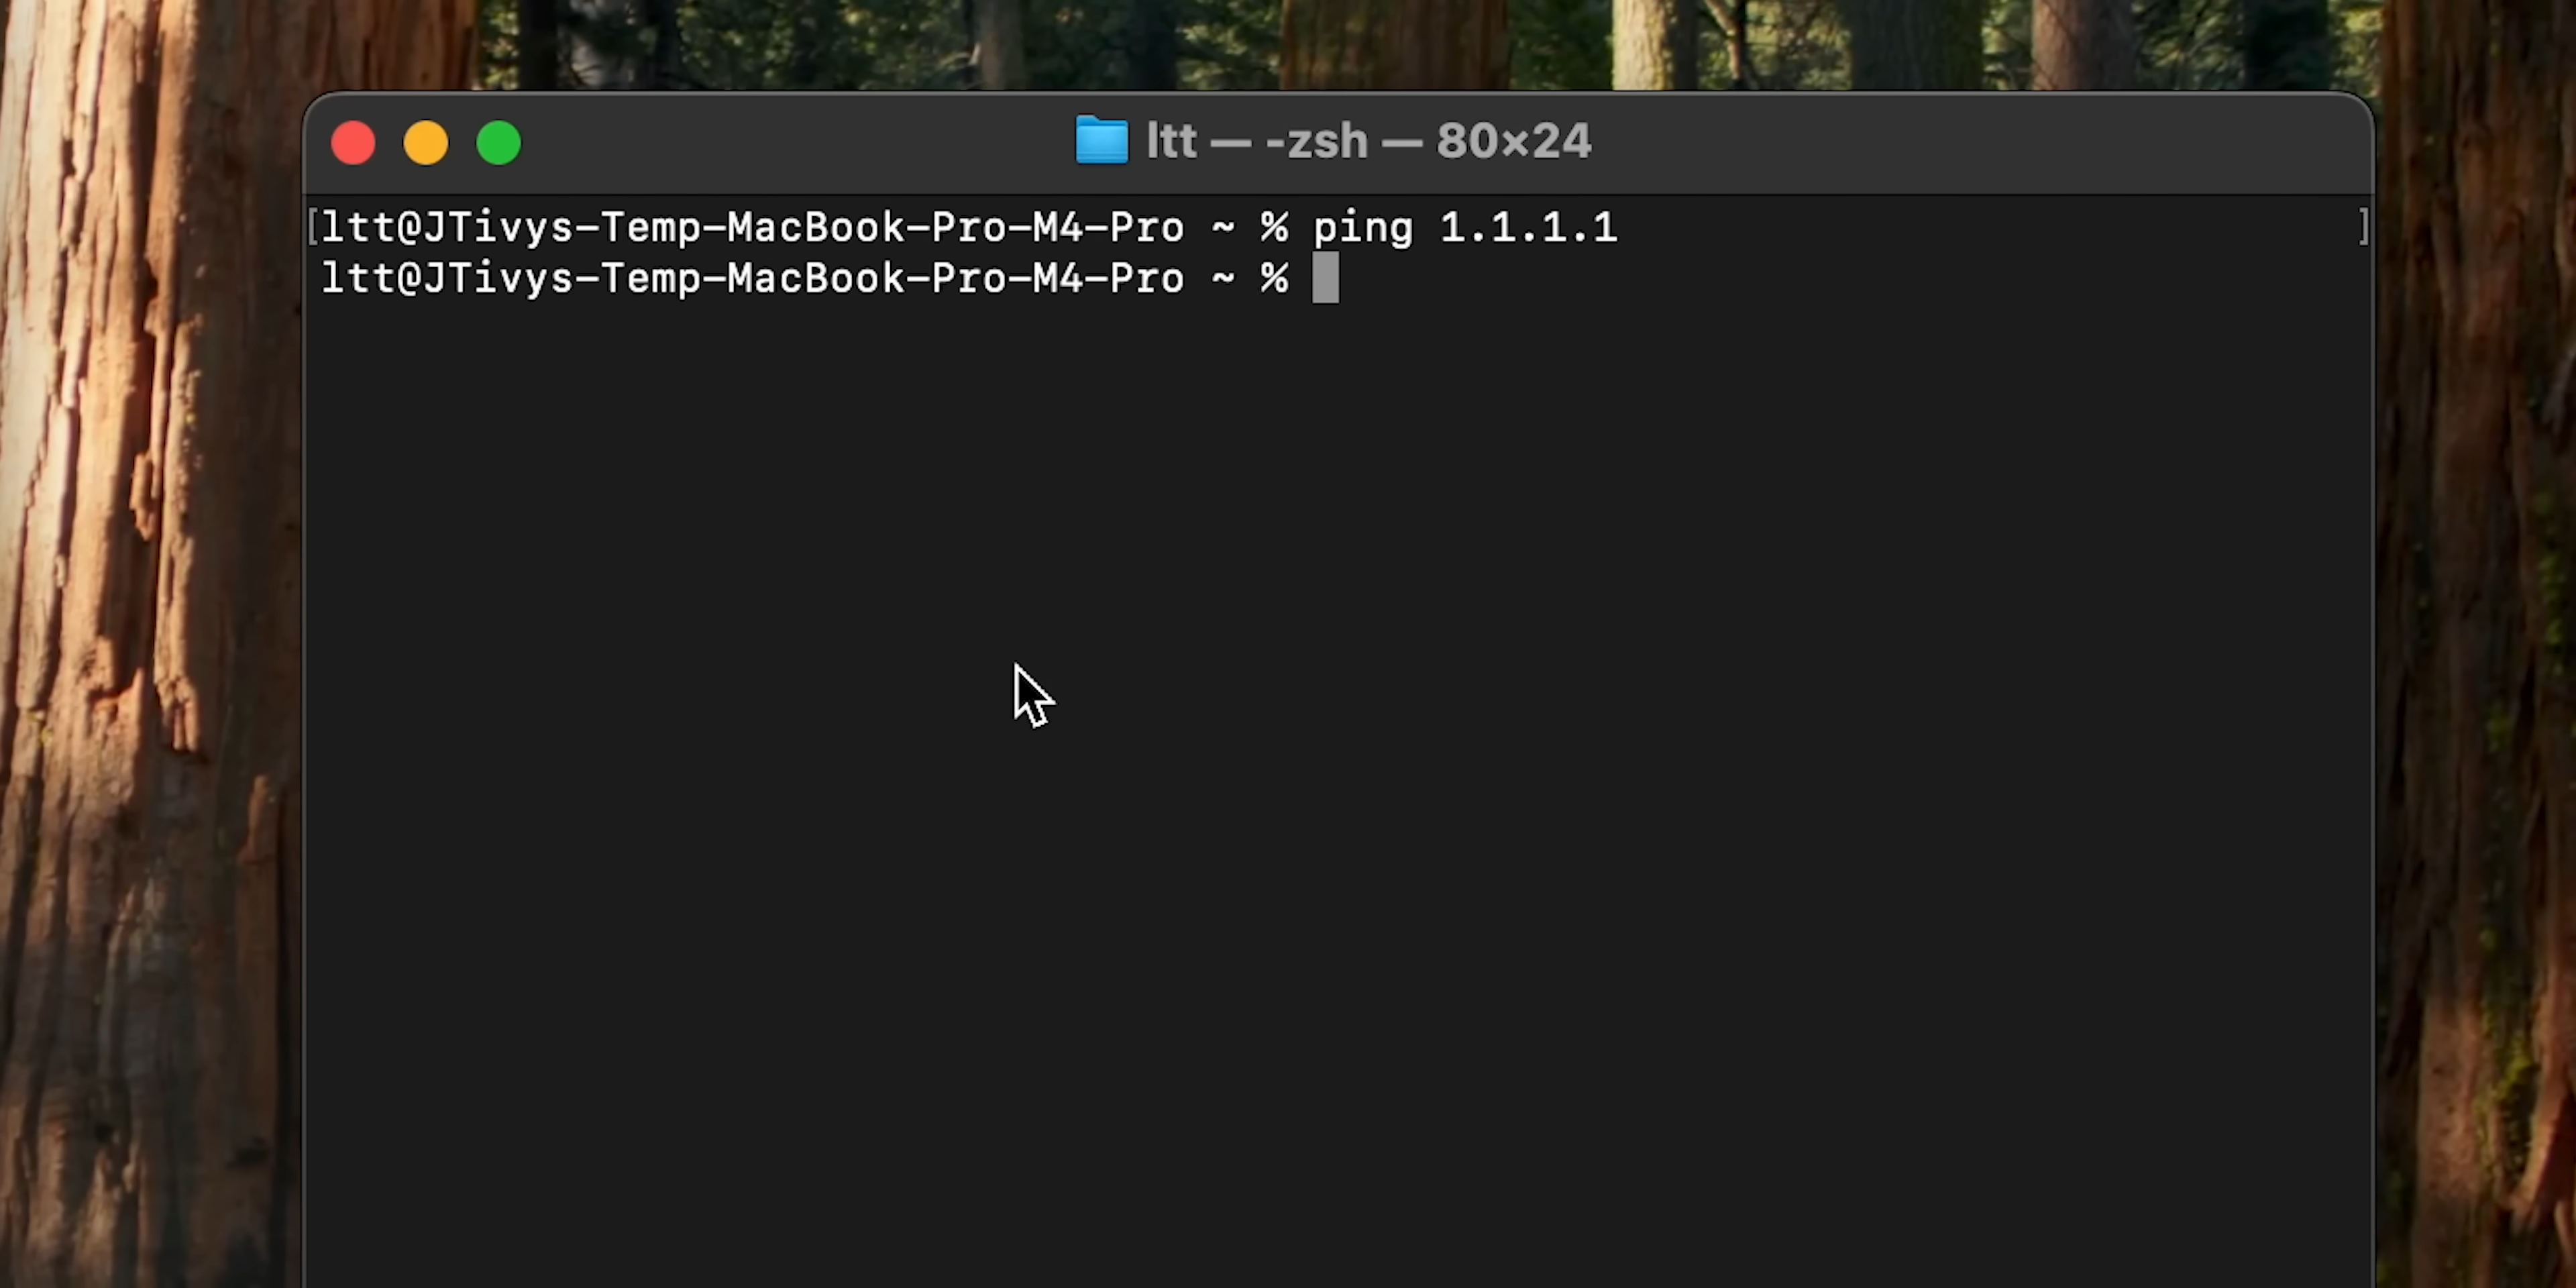 ltt — -zsh — 80×24
[ltt@JTivys-Temp-MacBook-Pro-M4-Pro ~ % ping 1.1.1.1 ]
ltt@JTivys-Temp-MacBook-Pro-M4-Pro ~ %